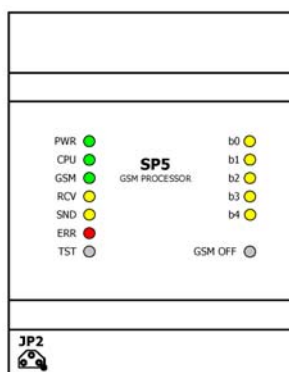 PWR b0
CPU SP5 b1
GSM GSM PROCESSOR b2
RCV b3
SND b4
ERR
TST GSM OFF
JP2